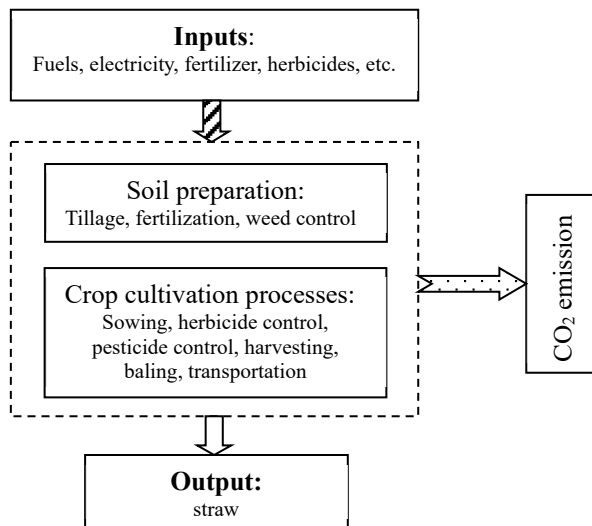 Inputs:
Fuels, electricity, fertilizer, herbicides, etc.
Soil preparation:
Tillage, fertilization, weed control
Crop cultivation processes:
Sowing, herbicide control,
pesticide control, harvesting,
baling, transportation
CO₂ emission
Output:
straw